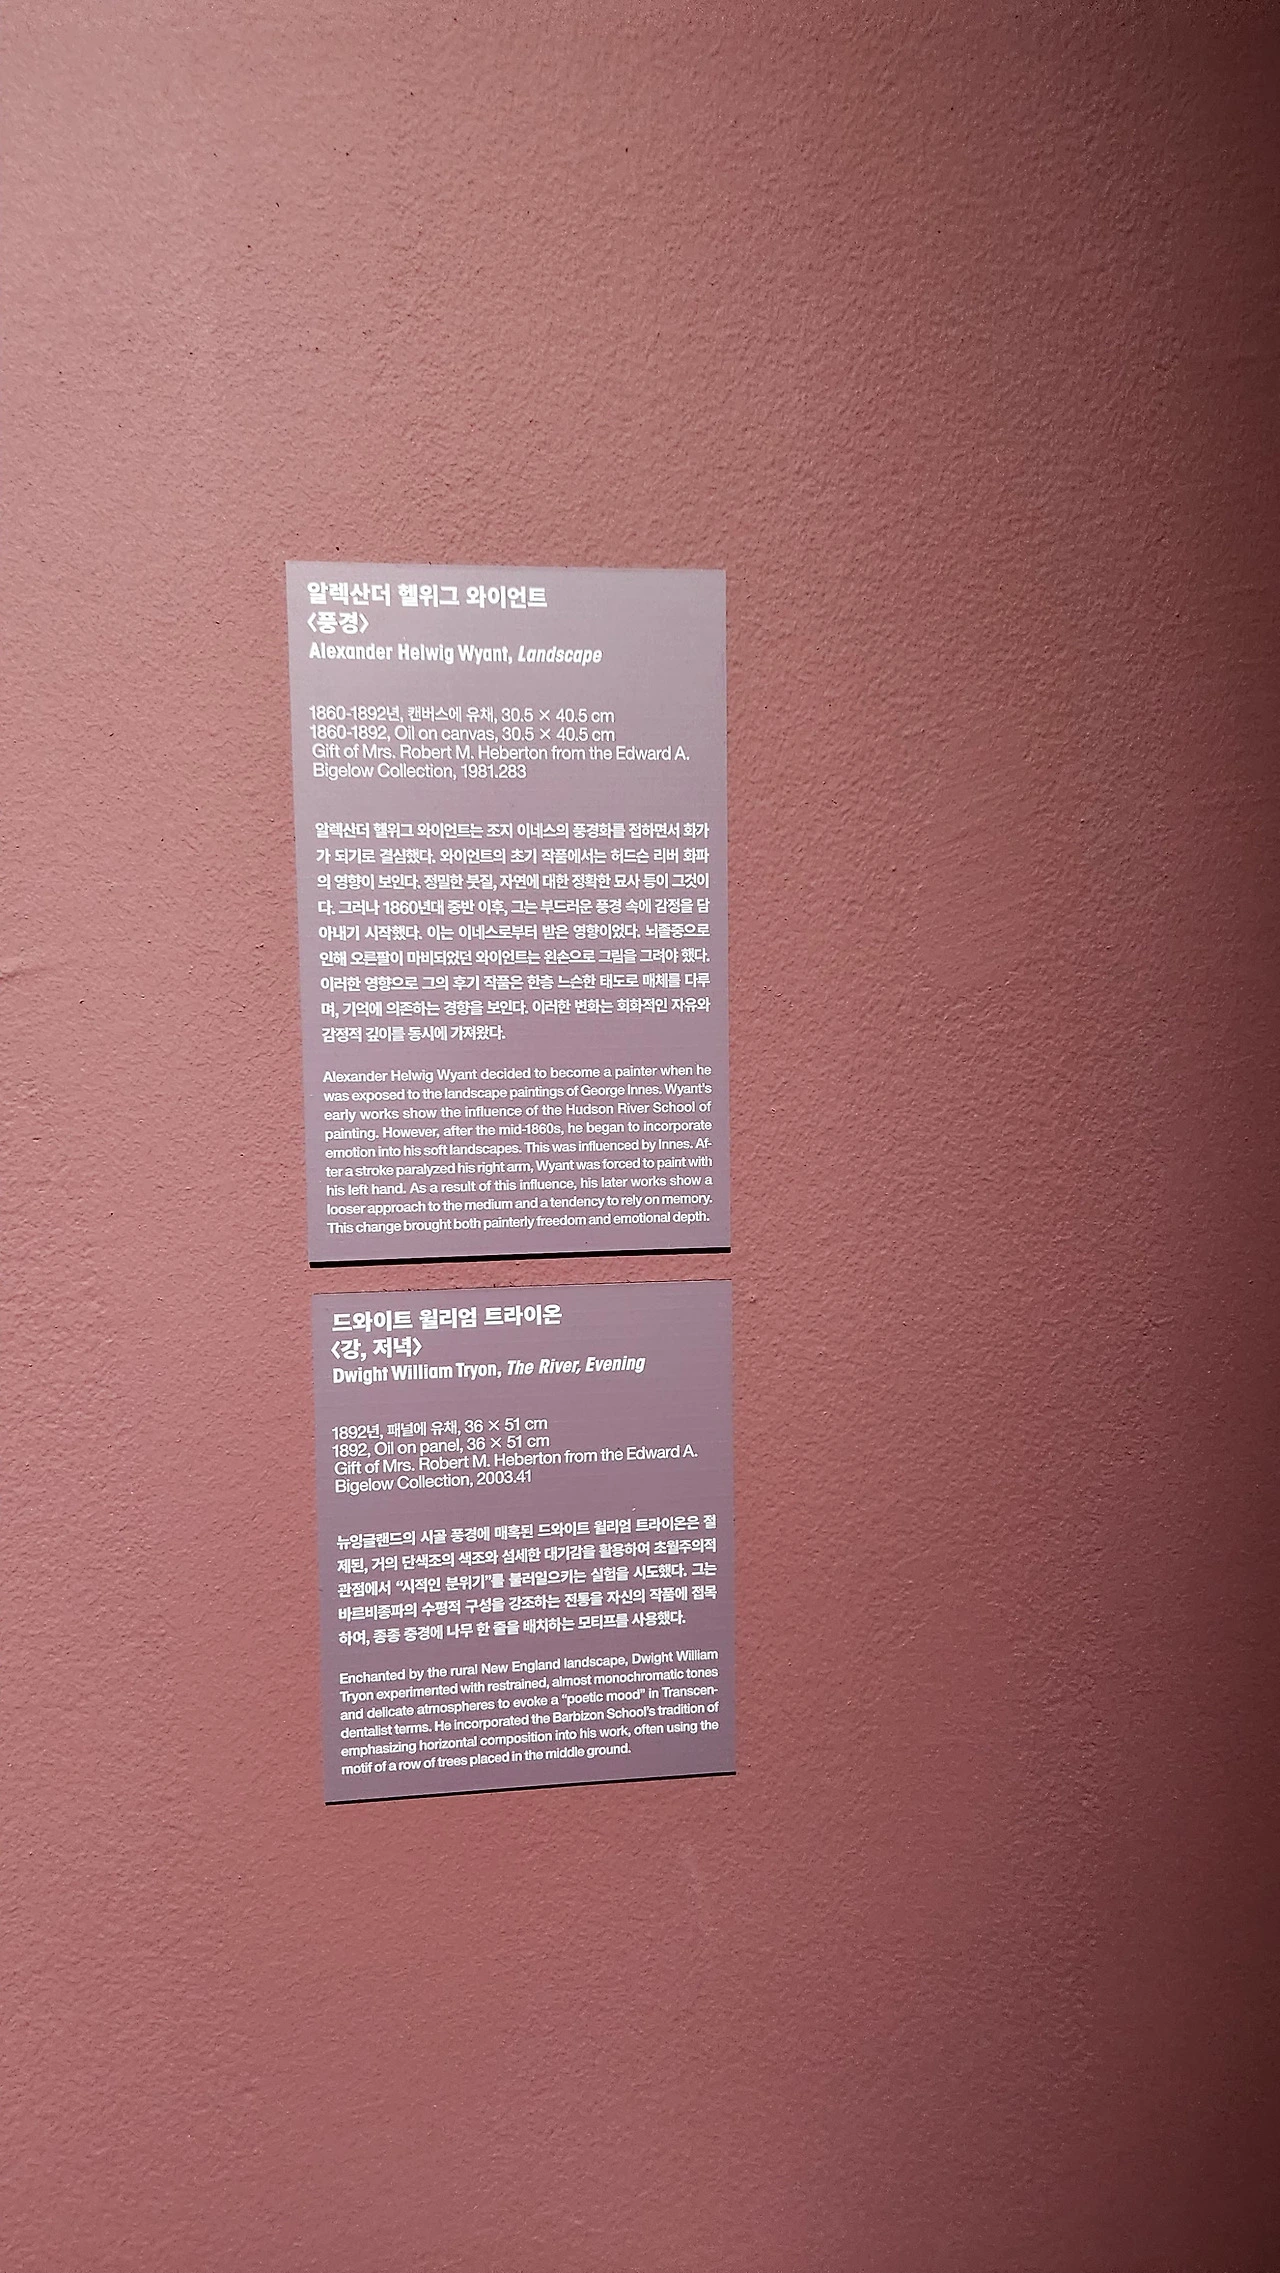 알렉산더 헬위그 와이언트
〈풍경〉
Alexander Helwig Wyant, Landscape
1860-1892년, 캔버스에 유채, 30.5 × 40.5 cm
1860-1892, Oil on canvas, 30.5 × 40.5 cm
Gift of Mrs. Robert M. Heberton from the Edward A.
Bigelow Collection, 1981.283
알렉산더 헬위그 와이언트는 조지 이네스의 풍경화를 접하면서 화가
가 되기로 결심했다. 와이언트의 초기 작품에서는 허드슨 리버 화파
의 영향이 보인다. 정밀한 붓질, 자연에 대한 정확한 묘사 등이 그것이
다. 그러나 1860년대 중반 이후, 그는 부드러운 풍경 속에 감정을 담
아내기 시작했다. 이는 이네스로부터 받은 영향이었다. 뇌졸중으로
인해 오른팔이 마비되었던 와이언트는 왼손으로 그림을 그려야 했다.
이러한 영향으로 그의 후기 작품은 한층 느슨한 태도로 매체를 다루
며, 기억에 의존하는 경향을 보인다. 이러한 변화는 회화적인 자유와
감정적 깊이를 동시에 가져왔다.
Alexander Helwig Wyant decided to become a painter when he
was exposed to the landscape paintings of George Innes. Wyant's
early works show the influence of the Hudson River School of
painting. However, after the mid-1860s, he began to incorporate
emotion into his soft landscapes. This was influenced by Innes. Af-
ter a stroke paralyzed his right arm, Wyant was forced to paint with
his left hand. As a result of this influence, his later works show a
looser approach to the medium and a tendency to rely on memory.
This change brought both painterly freedom and emotional depth.
드와이트 윌리엄 트라이온
〈강, 저녁〉
Dwight William Tryon, The River, Evening
1892년, 패널에 유채, 36 × 51 cm
1892, Oil on panel, 36 × 51 cm
Gift of Mrs. Robert M. Heberton from the Edward A.
Bigelow Collection, 2003.41
뉴잉글랜드의 시골 풍경에 매혹된 드와이트 윌리엄 트라이온은 절
제된, 거의 단색조의 색조와 섬세한 대기감을 활용하여 초월주의적
관점에서 “시적인 분위기”를 불러일으키는 실험을 시도했다. 그는
바르비종파의 수평적 구성을 강조하는 전통을 자신의 작품에 접목
하여, 종종 중경에 나무 한 줄을 배치하는 모티프를 사용했다.
Enchanted by the rural New England landscape, Dwight William
Tryon experimented with restrained, almost monochromatic tones
and delicate atmospheres to evoke a “poetic mood” in Transcen-
dentalist terms. He incorporated the Barbizon School's tradition of
emphasizing horizontal composition into his work, often using the
motif of a row of trees placed in the middle ground.